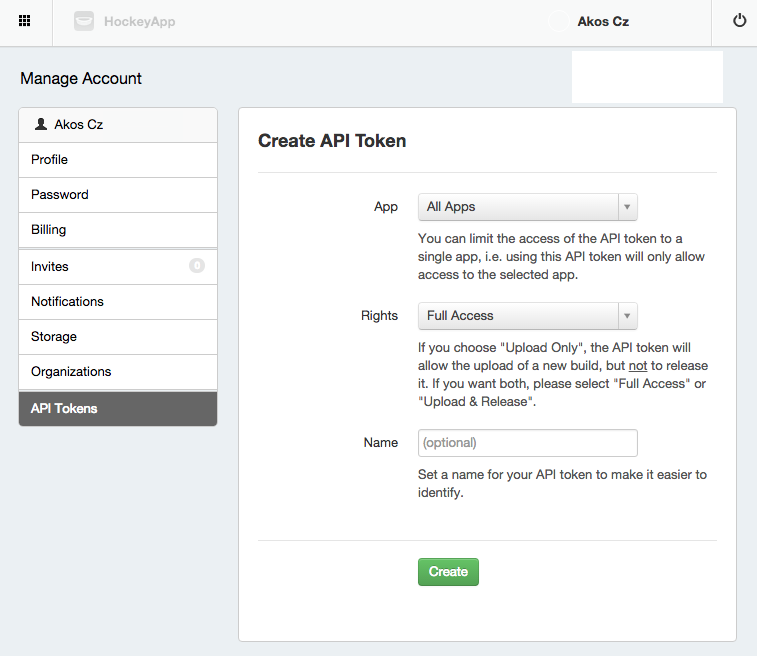 HockeyApp
Akos Cz
Manage Account
Akos Cz
Profile
Password
Billing
Invites
0
Notifications
Storage
Organizations
API Tokens
Create API Token
App
All Apps
You can limit the access of the API token to a
single app, i.e. using this API token will only allow
access to the selected app.
Rights
Full Access
If you choose "Upload Only", the API token will
allow the upload of a new build, but not to release
it. If you want both, please select "Full Access" or
"Upload & Release".
Name
(optional)
Set a name for your API token to make it easier to
identify.
Create